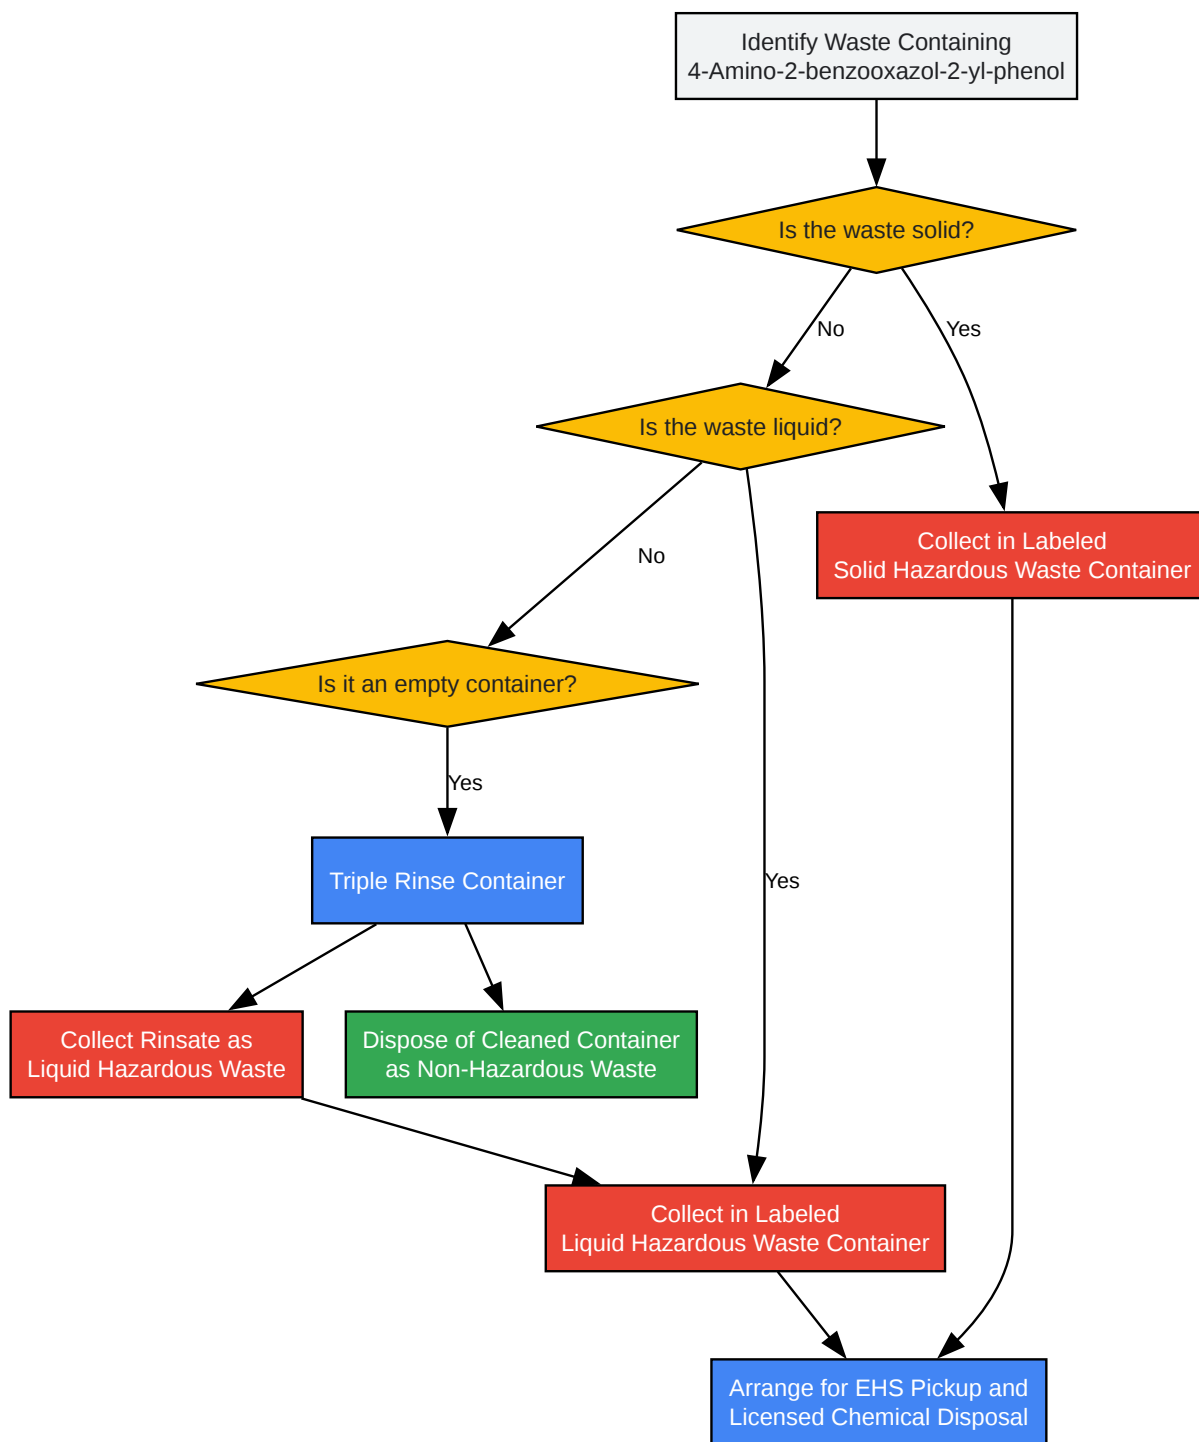 Identify Waste Containing
4-Amino-2-benzooxazol-2-yl-phenol
Is the waste solid?
No
Yes
Is the waste liquid?
Collect in Labeled
Solid Hazardous Waste Container
No
Is it an empty container?
Yes
Triple Rinse Container
Yes
Collect Rinsate as
Liquid Hazardous Waste
Dispose of Cleaned Container
as Non-Hazardous Waste
Collect in Labeled
Liquid Hazardous Waste Container
Arrange for EHS Pickup and
Licensed Chemical Disposal